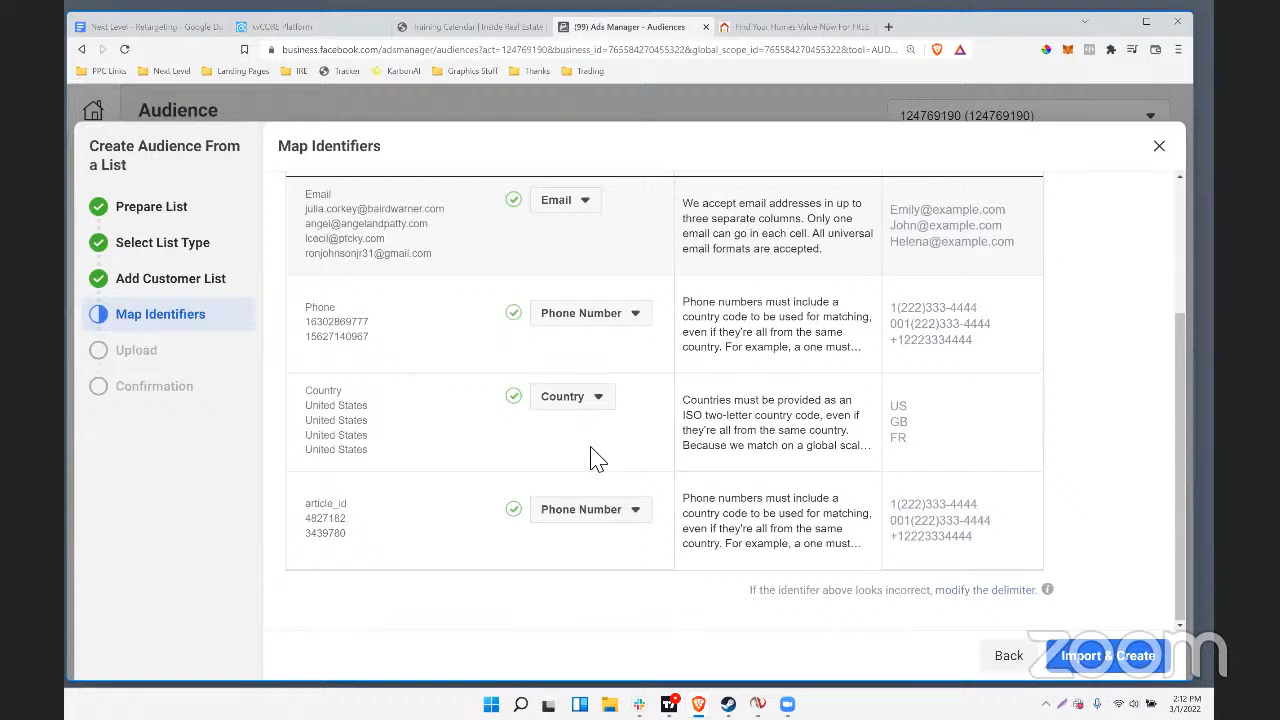 Next Level - Retargeting - Google Do
kvCORE Platform
Training Calendar | Inside Real Estate
(99) Ads Manager - Audiences
Find Your Homes Value Now For FREE
business.facebook.com/adsmanager/audiences?act=124769190&business_id=765584270455322&global_scope_id=765584270455322&tool=AUD...
PPC Links
Next Level
Landing Pages
IRE
Tracker
KarbonAI
Graphics Stuff
Thanks
Trading
Audience
124769190 (124769190)
Create Audience From
a List
Prepare List
Select List Type
Add Customer List
Map Identifiers
Upload
Confirmation
Map Identifiers
Email
julia.corkey@bairdwarner.com
angel@angelandpatty.com
lcecil@ptcky.com
ronjohnsonjr31@gmail.com
Email
We accept email addresses in up to
three separate columns. Only one
email can go in each cell. All universal
email formats are accepted.
Emily@example.com
John@example.com
Helena@example.com
Phone
16302869777
15627140967
Phone Number
Phone numbers must include a
country code to be used for matching,
even if they're all from the same
country. For example, a one must...
1(222)333-4444
001(222)333-4444
+12223334444
Country
United States
United States
United States
United States
Country
Countries must be provided as an
ISO two-letter country code, even if
they're all from the same country.
Because we match on a global scal...
US
GB
FR
article_id
4827182
3439780
Phone Number
Phone numbers must include a
country code to be used for matching,
even if they're all from the same
country. For example, a one must...
1(222)333-4444
001(222)333-4444
+12223334444
If the identifer above looks incorrect, modify the delimiter.
Back
Import & Create
zoom
2:12 PM
3/1/2022